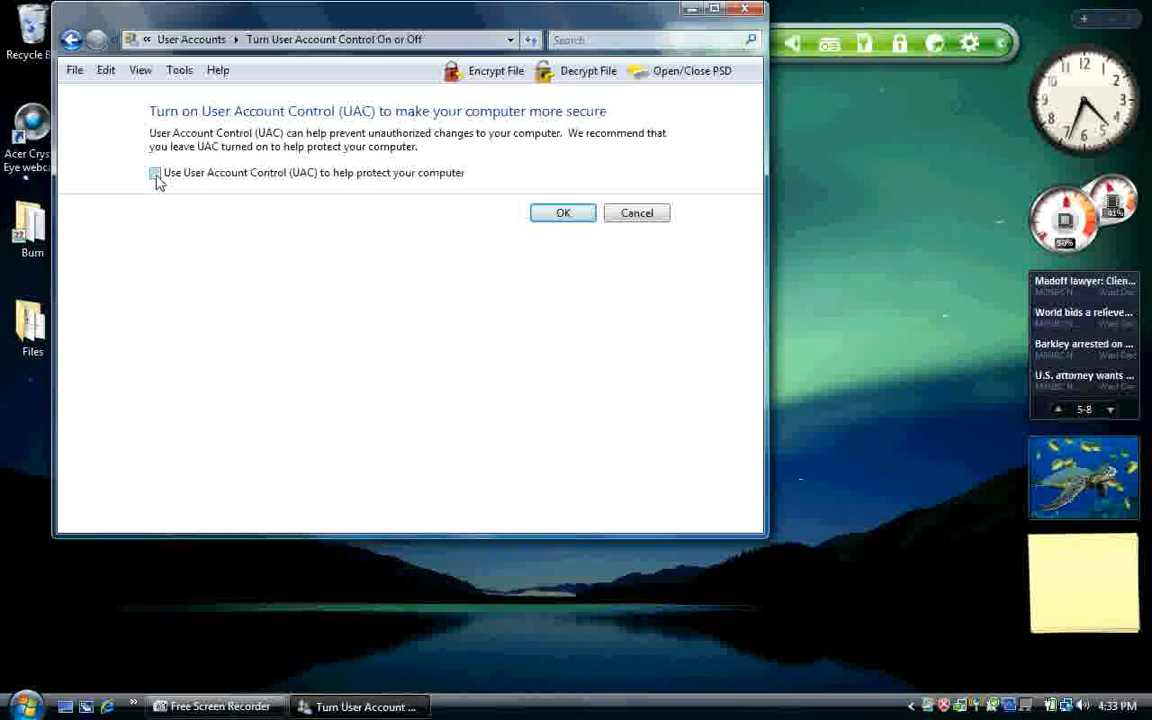 Recycle B
Acer Crys
Eye webc
Burn
Files
User Accounts
Turn User Account Control On or Off
Search
File Edit View Tools Help
Encrypt File Decrypt File Open/Close PSD
Turn on User Account Control (UAC) to make your computer more secure
User Account Control (UAC) can help prevent unauthorized changes to your computer. We recommend that
you leave UAC turned on to help protect your computer.
Use User Account Control (UAC) to help protect your computer
OK Cancel
12
6
50%
41%
Madoff lawyer: Clien...
World bids a relieve...
Barkley arrested on ...
U.S. attorney wants ...
5-8
Free Screen Recorder
Turn User Account ...
4:33 PM